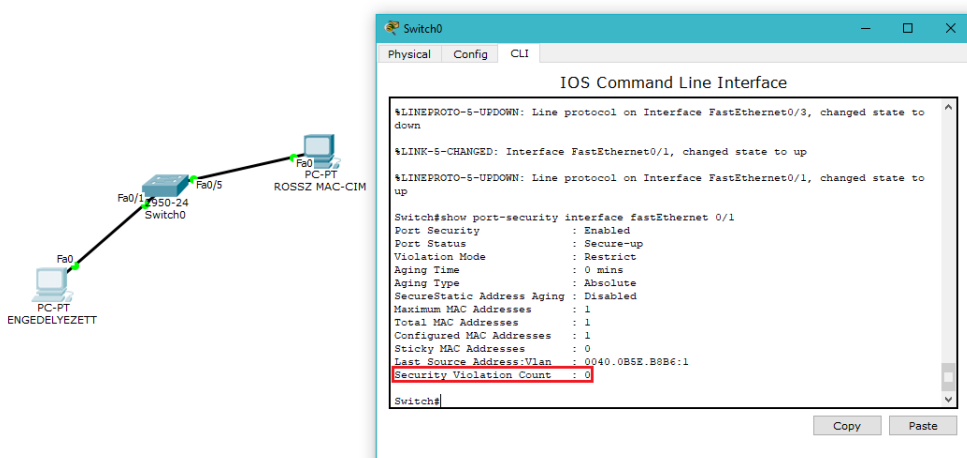 Switch0
Physical Config CLI
IOS Command Line Interface
%LINEPROTO-5-UPDOWN: Line protocol on Interface FastEthernet0/3, changed state to
down
%LINK-5-CHANGED: Interface FastEthernet0/1, changed state to up
%LINEPROTO-5-UPDOWN: Line protocol on Interface FastEthernet0/1, changed state to
up
Switch#show port-security interface fastEthernet 0/1
Port Security : Enabled
Port Status : Secure-up
Violation Mode : Restrict
Aging Time : 0 mins
Aging Type : Absolute
SecureStatic Address Aging : Disabled
Maximum MAC Addresses : 1
Total MAC Addresses : 1
Configured MAC Addresses : 1
Sticky MAC Addresses : 0
Last Source Address:Vlan : 0040.0B5E.B8B6:1
Security Violation Count : 0
Switch#
Copy Paste
Fa0
PC-PT
ROSSZ MAC-CIM
Fa0/5
Fa0/1
2950-24
Switch0
Fa0
PC-PT
ENGEDELYEZETT